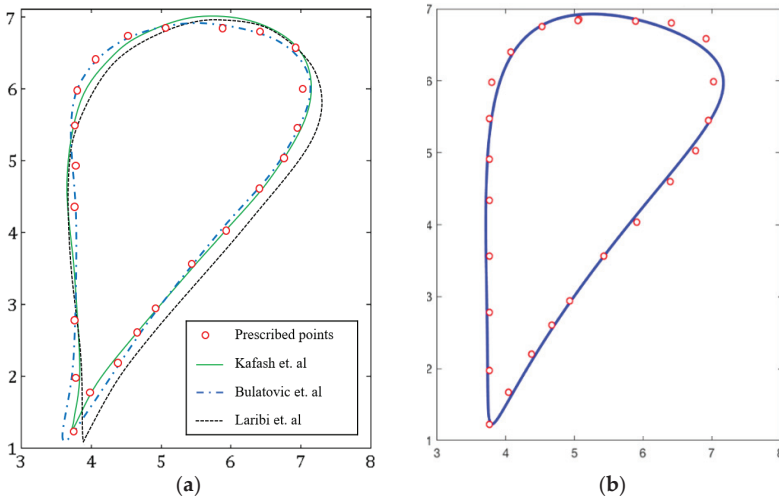 7
6
5
4
3
2
1
3 4 5 6 7 8
Prescribed points
Kafash et. al
Bulatovic et. al
Laribi et. al
(a)
7
6
5
4
3
2
1
3 4 5 6 7 8
(b)